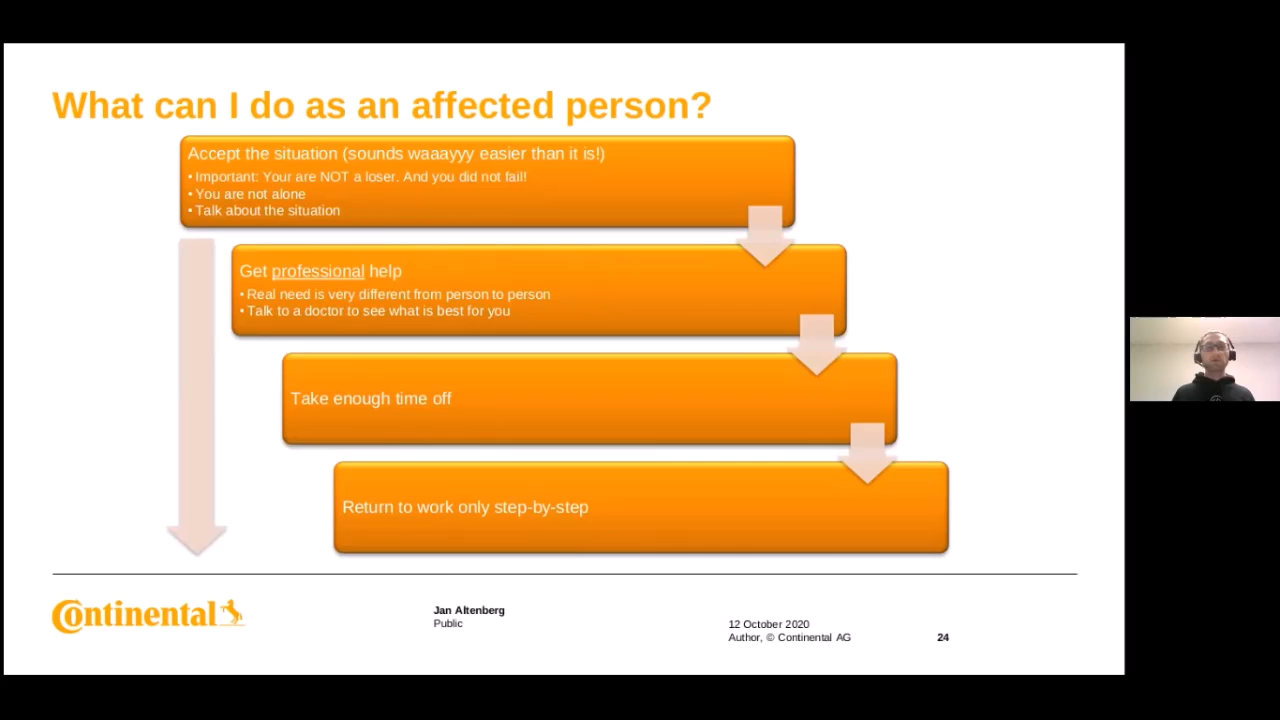 What can I do as an affected person?
Accept the situation (sounds waaayyy easier than it is!)
• Important: Your are NOT a loser. And you did not fail!
• You are not alone
• Talk about the situation
Get professional help
• Real need is very different from person to person
• Talk to a doctor to see what is best for you
Take enough time off
Return to work only step-by-step
Continental
Jan Altenberg
Public
12 October 2020
Author, © Continental AG
24